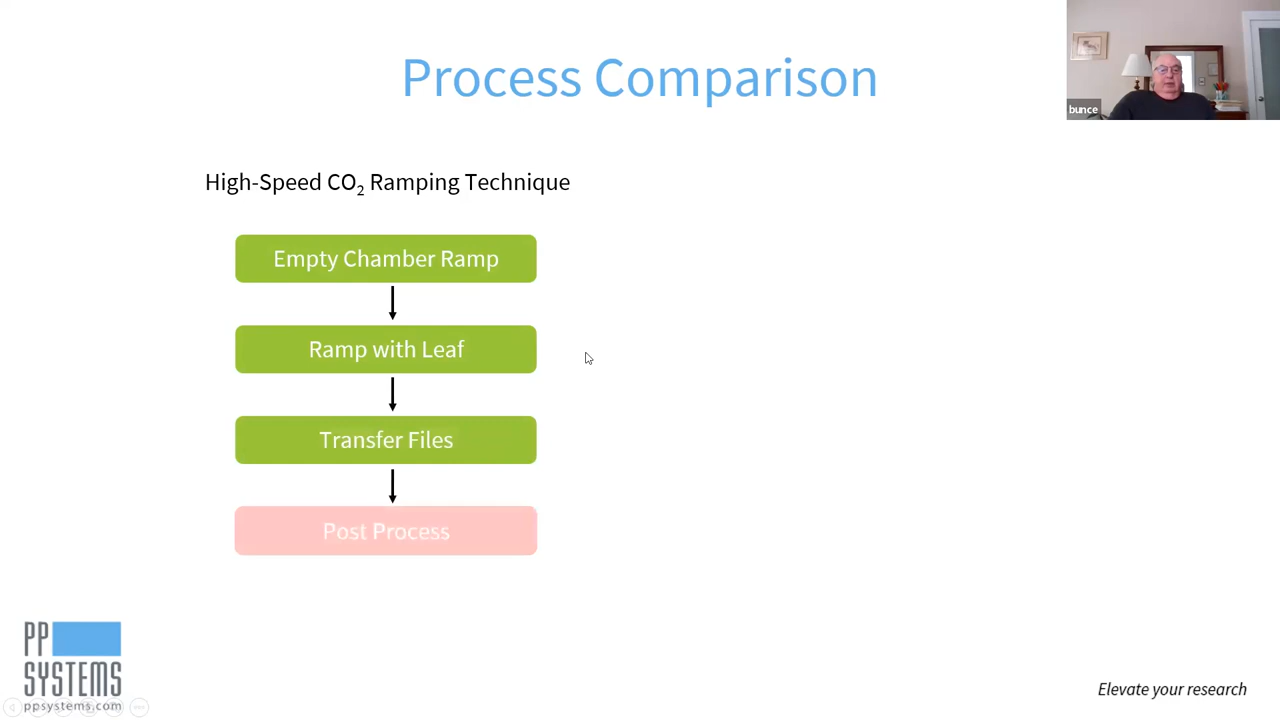 Process Comparison
bunce
High-Speed CO₂ Ramping Technique
Empty Chamber Ramp
Ramp with Leaf
Transfer Files
Post Process
PP
SYSTEMS
ppsystems.com
Elevate your research